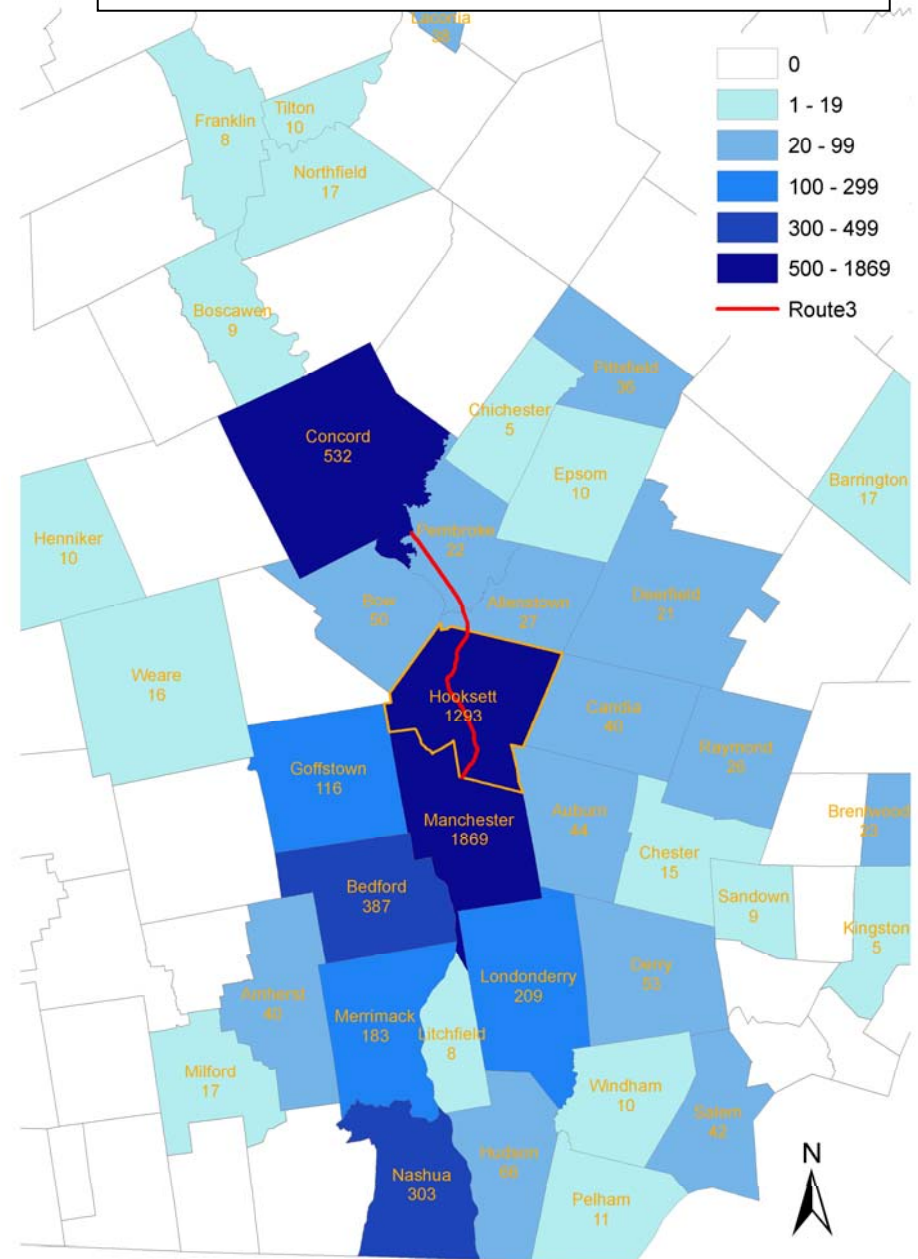 Laconia
0
1 - 19
20 - 99
100 - 299
300 - 499
500 - 1869
Route3
Tilton
10
Franklin
8
Northfield
17
Boscawen
9
Pittsfield
Chichester
5
Concord
532
Epsom
10
Barrington
17
Henniker
10
Pembroke
22
Bow
50
Allenstown
27
Deerfield
21
Weare
16
Hooksett
1293
Candia
40
Raymond
Goffstown
116
Manchester
1869
Auburn
44
Brentwood
23
Chester
15
Bedford
387
Sandown
9
Kingston
5
Amherst
40
Londonderry
209
Derry
53
Merrimack
183
Litchfield
8
Milford
17
Windham
10
Salem
42
Hudson
Nashua
303
Pelham
11
N